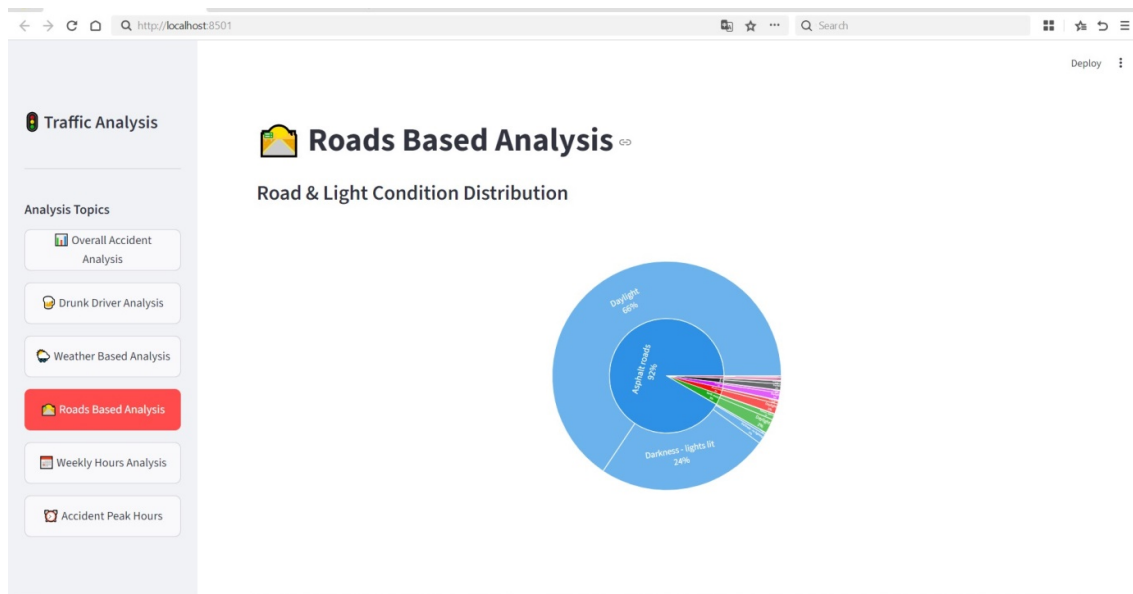 http://localhost:8501
Search
Deploy
Traffic Analysis
Analysis Topics
Overall Accident
Analysis
Drunk Driver Analysis
Weather Based Analysis
Roads Based Analysis
Weekly Hours Analysis
Accident Peak Hours
Roads Based Analysis
Road & Light Condition Distribution
Daylight
66%
Asphalt roads
92%
Darkness - lights lit
24%